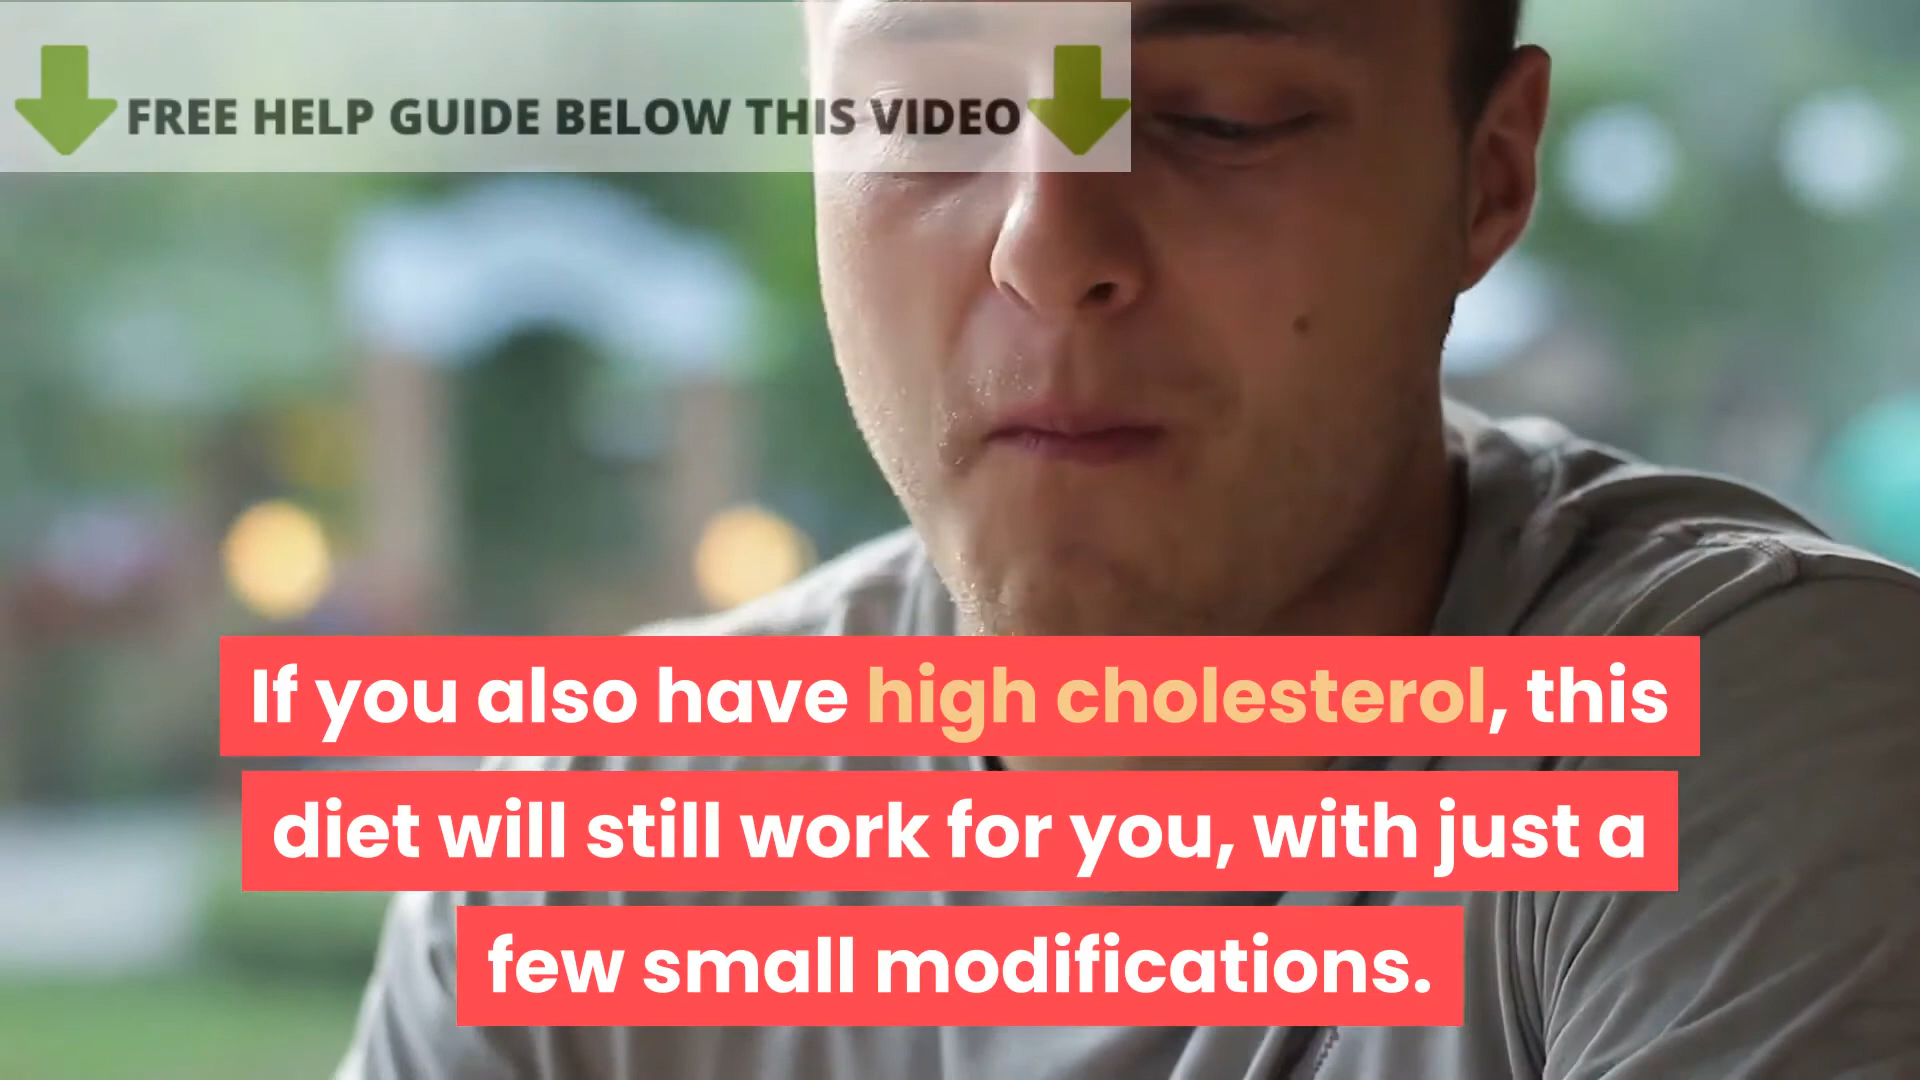 FREE HELP GUIDE BELOW THIS VIDEO
If you also have high cholesterol, this
diet will still work for you, with just a
few small modifications.